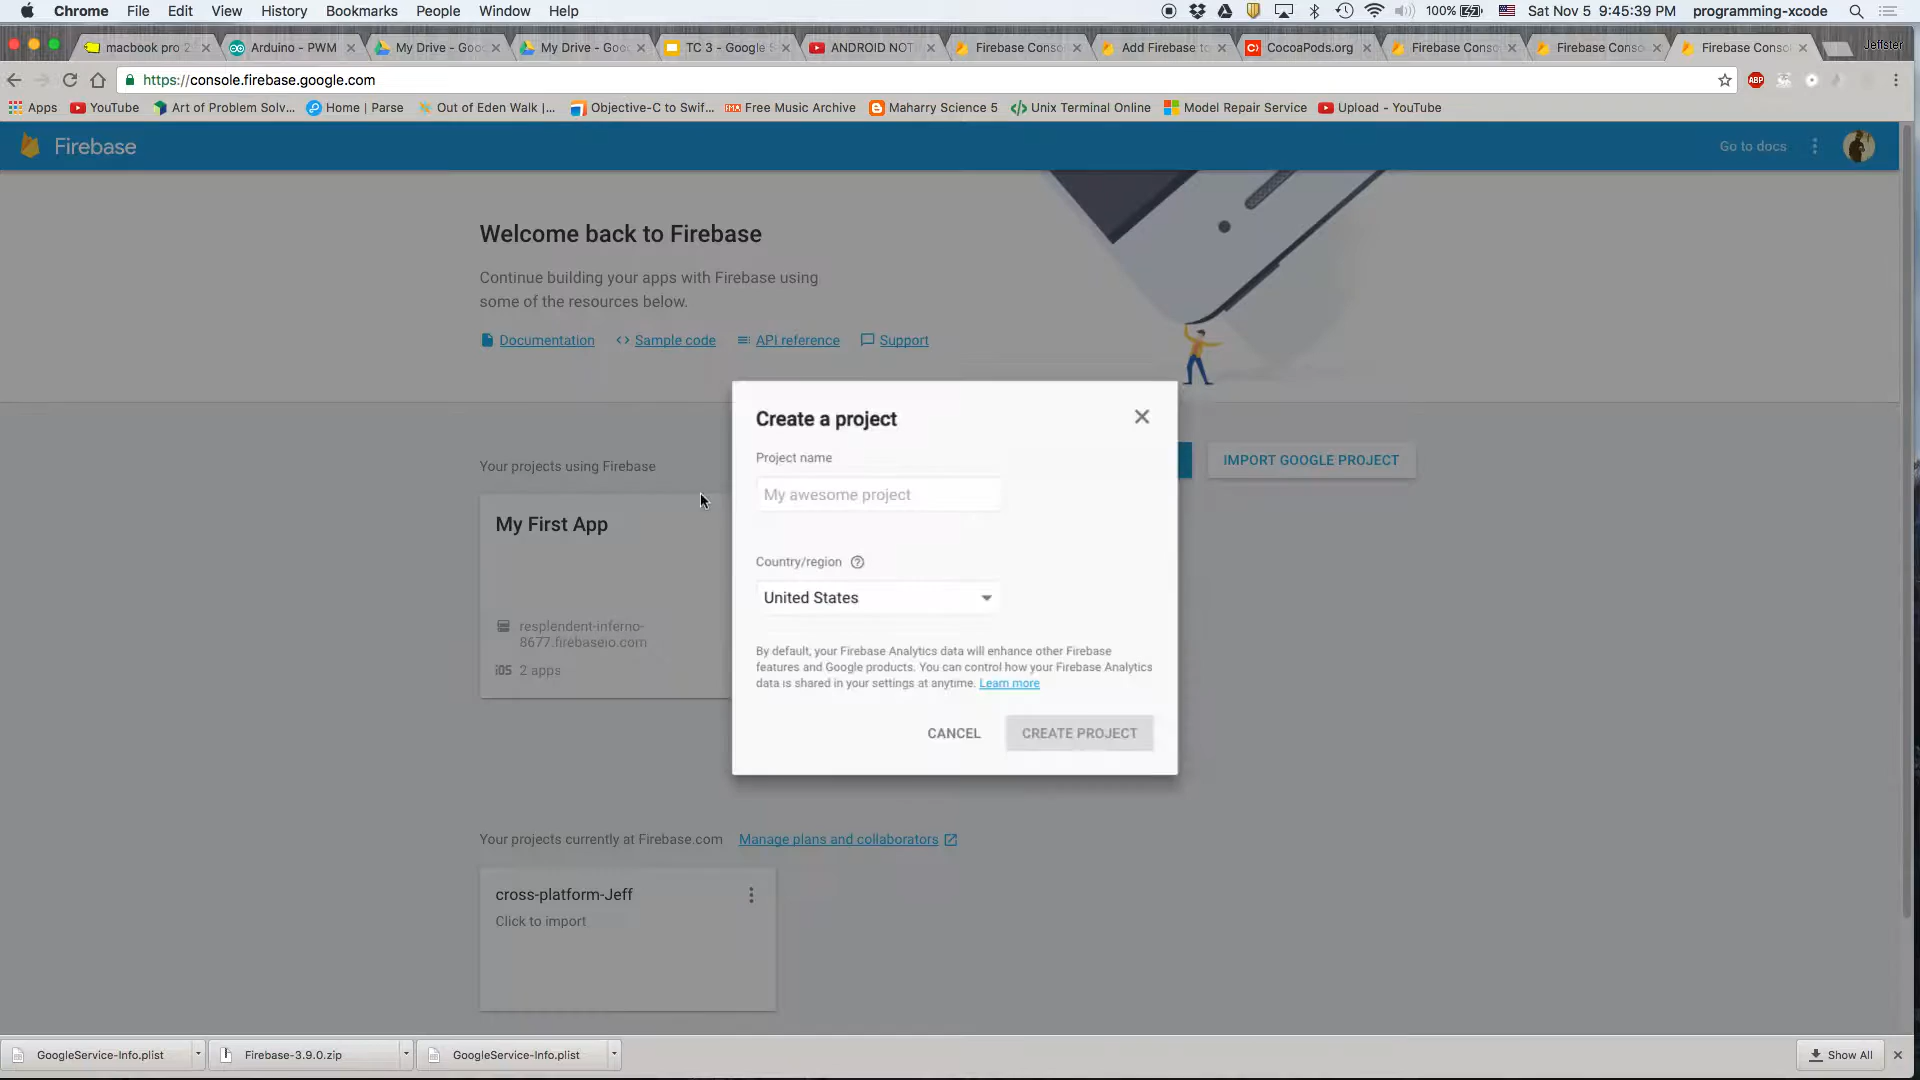 Chrome File Edit View History Bookmarks People Window Help 100% Sat Nov 5 9:45:39 PM programming-xcode
macbook pro 2 Arduino - PWM My Drive - Goo My Drive - Goo TC 3 - Google S ANDROID NOT Firebase Conso Add Firebase to CocoaPods.org Firebase Conso Firebase Conso Firebase Conso Jeffster
https://console.firebase.google.com ABP
Apps YouTube Art of Problem Solv... Home | Parse Out of Eden Walk |... Objective-C to Swif... Free Music Archive Maharry Science 5 Unix Terminal Online Model Repair Service Upload - YouTube
Firebase Go to docs
Welcome back to Firebase
Continue building your apps with Firebase using
some of the resources below.
Documentation Sample code API reference Support
Your projects using Firebase
IMPORT GOOGLE PROJECT
My First App
resplendent-inferno-
8677.firebaseio.com
iOS 2 apps
Create a project
Project name
My awesome project
Country/region
United States
By default, your Firebase Analytics data will enhance other Firebase
features and Google products. You can control how your Firebase Analytics
data is shared in your settings at anytime. Learn more
CANCEL CREATE PROJECT
Your projects currently at Firebase.com Manage plans and collaborators
cross-platform-Jeff
Click to import
GoogleService-Info.plist Firebase-3.9.0.zip GoogleService-Info.plist Show All